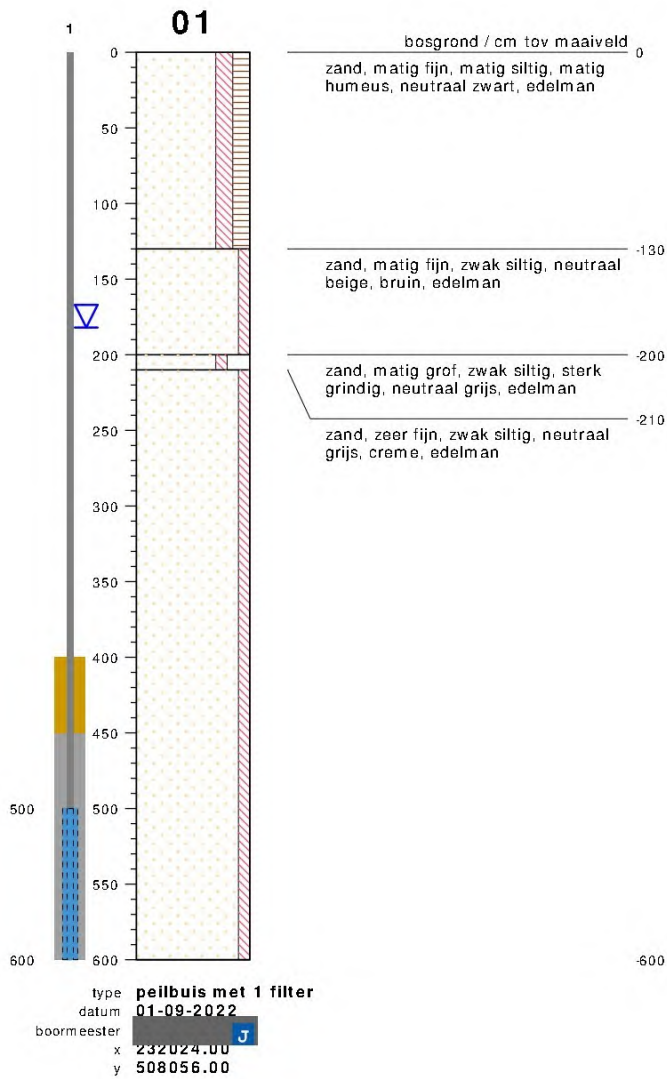 01
1
bosgrond / cm tov maaiveld
0
0
zand, matig fijn, matig siltig, matig
humeus, neutraal zwart, edelman
50
100
-130
150
zand, matig fijn, zwak siltig, neutraal
beige, bruin, edelman
200
-200
zand, matig grof, zwak siltig, sterk
grindig, neutraal grijs, edelman
-210
250
zand, zeer fijn, zwak siltig, neutraal
grijs, creme, edelman
300
350
400
450
500
500
550
600
600
-600
type peilbuis met 1 filter
datum 01-09-2022
boormeester J
x 232024.00
y 508056.00